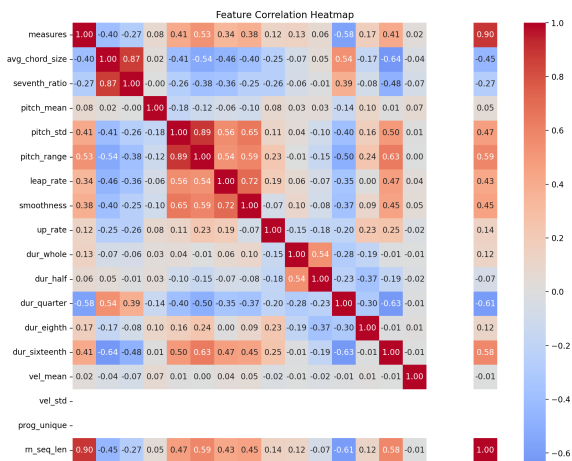 Feature Correlation Heatmap
measures 1.00 -0.40 -0.27 0.08 0.41 0.53 0.34 0.38 0.12 0.13 0.06 -0.58 0.17 0.41 0.02 0.90
avg_chord_size -0.40 1.00 0.87 0.02 -0.41 -0.54 -0.46 -0.40 -0.25 -0.07 0.05 0.54 -0.17 -0.64 -0.04 -0.45
seventh_ratio -0.27 0.87 1.00 -0.00 -0.26 -0.38 -0.36 -0.25 -0.26 -0.06 -0.01 0.39 -0.08 -0.48 -0.07 -0.27
pitch_mean 0.08 0.02 -0.00 1.00 -0.18 -0.12 -0.06 -0.10 0.08 0.03 0.03 -0.14 0.10 0.01 0.07 0.05
pitch_std 0.41 -0.41 -0.26 -0.18 1.00 0.89 0.56 0.65 0.11 0.04 -0.10 -0.40 0.16 0.50 0.01 0.47
pitch_range 0.53 -0.54 -0.38 -0.12 0.89 1.00 0.54 0.59 0.23 -0.01 -0.15 -0.50 0.24 0.63 0.00 0.59
leap_rate 0.34 -0.46 -0.36 -0.06 0.56 0.54 1.00 0.72 0.19 0.06 -0.07 -0.35 0.00 0.47 0.04 0.43
smoothness 0.38 -0.40 -0.25 -0.10 0.65 0.59 0.72 1.00 -0.07 0.10 -0.08 -0.37 0.09 0.45 0.05 0.45
up_rate 0.12 -0.25 -0.26 0.08 0.11 0.23 0.19 -0.07 1.00 -0.15 -0.18 -0.20 0.23 0.25 -0.02 0.14
dur_whole 0.13 -0.07 -0.06 0.03 0.04 -0.01 0.06 0.10 -0.15 1.00 0.54 -0.28 -0.19 -0.01 -0.01 0.12
dur_half 0.06 0.05 -0.01 0.03 -0.10 -0.15 -0.07 -0.08 -0.18 0.54 1.00 -0.23 -0.37 -0.19 -0.02 -0.07
dur_quarter -0.58 0.54 0.39 -0.14 -0.40 -0.50 -0.35 -0.37 -0.20 -0.28 -0.23 1.00 -0.30 -0.63 -0.01 -0.61
dur_eighth 0.17 -0.17 -0.08 0.10 0.16 0.24 0.00 0.09 0.23 -0.19 -0.37 -0.30 1.00 -0.01 0.01 0.12
dur_sixteenth 0.41 -0.64 -0.48 0.01 0.50 0.63 0.47 0.45 0.25 -0.01 -0.19 -0.63 -0.01 1.00 -0.01 0.58
vel_mean 0.02 -0.04 -0.07 0.07 0.01 0.00 0.04 0.05 -0.02 -0.01 -0.02 -0.01 0.01 -0.01 1.00 -0.01
vel_std
prog_unique
rn_seq_len 0.90 -0.45 -0.27 0.05 0.47 0.59 0.43 0.45 0.14 0.12 -0.07 -0.61 0.12 0.58 -0.01 1.00
1.0
0.8
0.6
0.4
0.2
0.0
−0.2
−0.4
−0.6